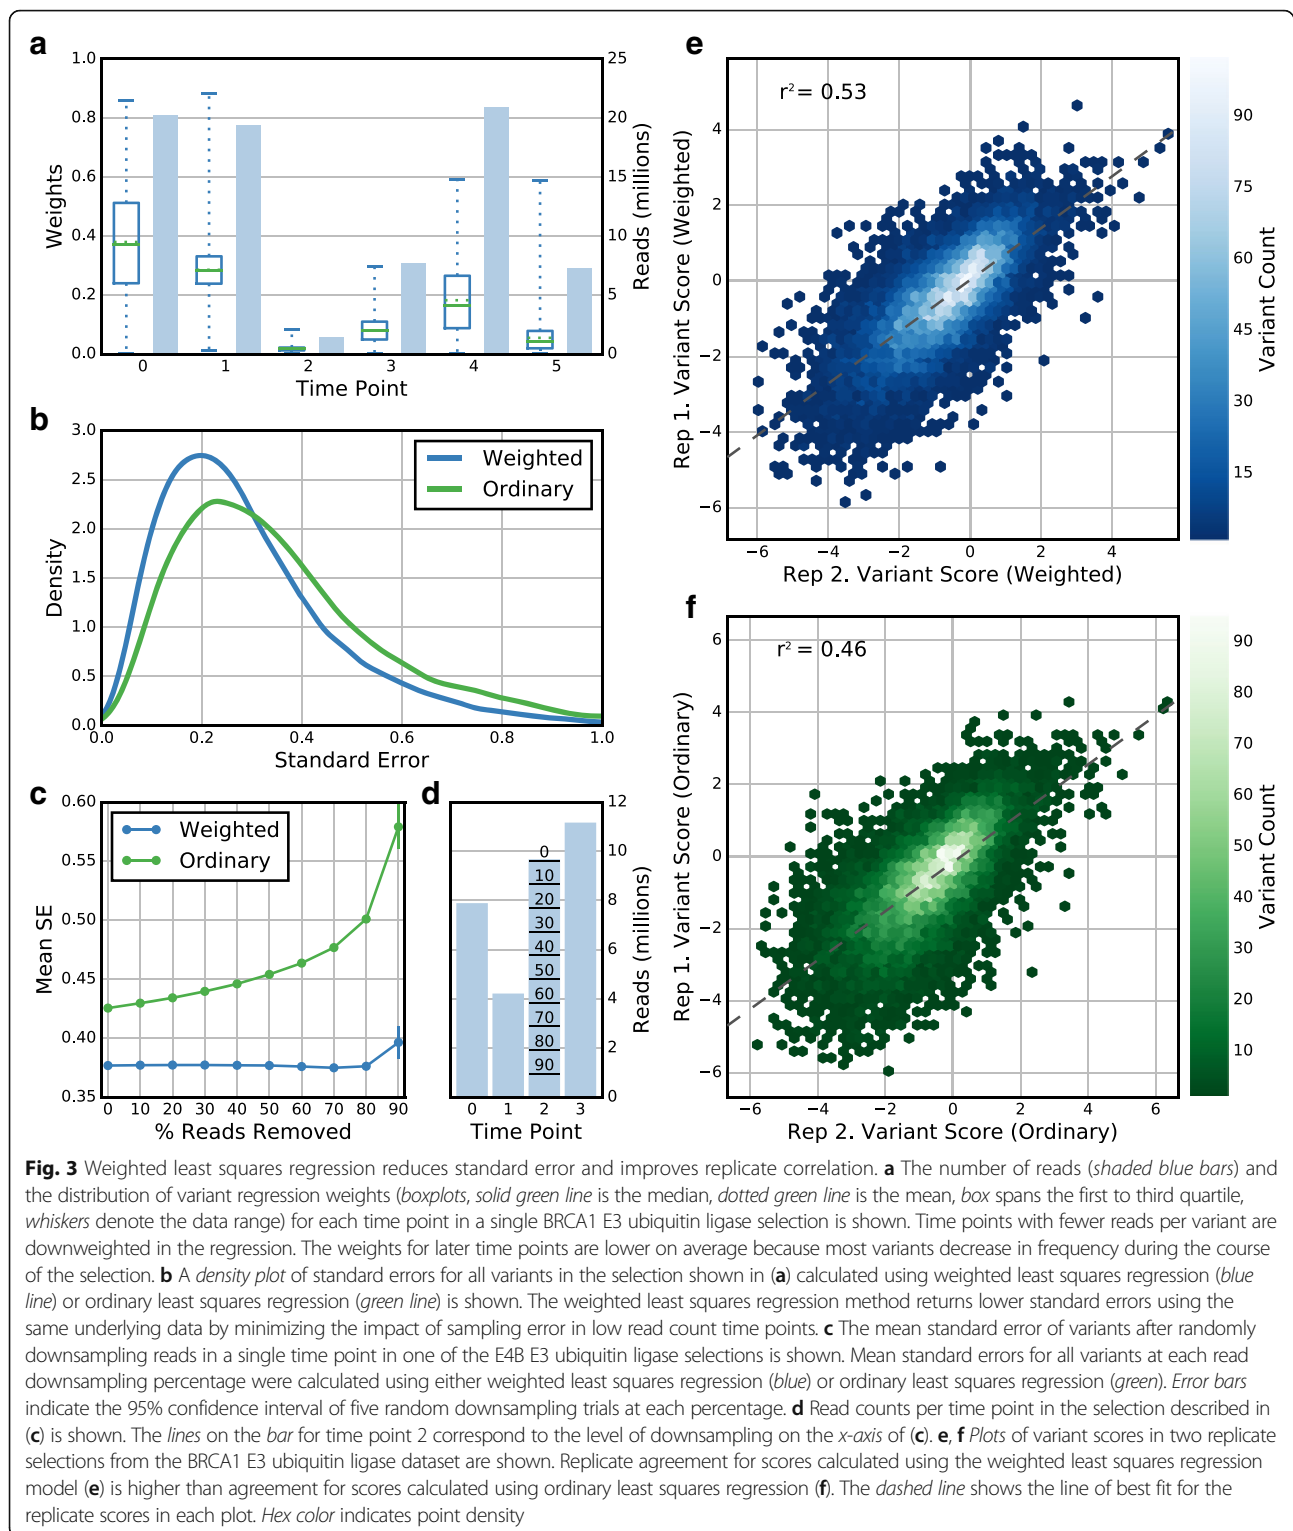 a
1.0
0.8
0.6
0.4
0.2
0.0
Weights
25
20
15
10
5
0
Reads (millions)
0 1 2 3 4 5
Time Point
b
3.0
2.5
2.0
1.5
1.0
0.5
0.0
Density
Weighted
Ordinary
0.0 0.2 0.4 0.6 0.8 1.0
Standard Error
c
0.60
0.55
0.50
0.45
0.40
0.35
Mean SE
Weighted
Ordinary
0 10 20 30 40 50 60 70 80 90
% Reads Removed
d
12
10
8
6
4
2
0
Reads (millions)
0
10
20
30
40
50
60
70
80
90
0 1 2 3
Time Point
e
r² = 0.53
4
2
0
−2
−4
−6
Rep 1. Variant Score (Weighted)
−6 −4 −2 0 2 4
Rep 2. Variant Score (Weighted)
90
75
60
45
30
15
Variant Count
f
r² = 0.46
6
4
2
0
−2
−4
−6
Rep 1. Variant Score (Ordinary)
−6 −4 −2 0 2 4 6
Rep 2. Variant Score (Ordinary)
90
80
70
60
50
40
30
20
10
Variant Count
Fig. 3 Weighted least squares regression reduces standard error and improves replicate correlation. a The number of reads (shaded blue bars) and
the distribution of variant regression weights (boxplots, solid green line is the median, dotted green line is the mean, box spans the first to third quartile,
whiskers denote the data range) for each time point in a single BRCA1 E3 ubiquitin ligase selection is shown. Time points with fewer reads per variant are
downweighted in the regression. The weights for later time points are lower on average because most variants decrease in frequency during the course
of the selection. b A density plot of standard errors for all variants in the selection shown in (a) calculated using weighted least squares regression (blue
line) or ordinary least squares regression (green line) is shown. The weighted least squares regression method returns lower standard errors using the
same underlying data by minimizing the impact of sampling error in low read count time points. c The mean standard error of variants after randomly
downsampling reads in a single time point in one of the E4B E3 ubiquitin ligase selections is shown. Mean standard errors for all variants at each read
downsampling percentage were calculated using either weighted least squares regression (blue) or ordinary least squares regression (green). Error bars
indicate the 95% confidence interval of five random downsampling trials at each percentage. d Read counts per time point in the selection described in
(c) is shown. The lines on the bar for time point 2 correspond to the level of downsampling on the x-axis of (c). e, f Plots of variant scores in two replicate
selections from the BRCA1 E3 ubiquitin ligase dataset are shown. Replicate agreement for scores calculated using the weighted least squares regression
model (e) is higher than agreement for scores calculated using ordinary least squares regression (f). The dashed line shows the line of best fit for the
replicate scores in each plot. Hex color indicates point density